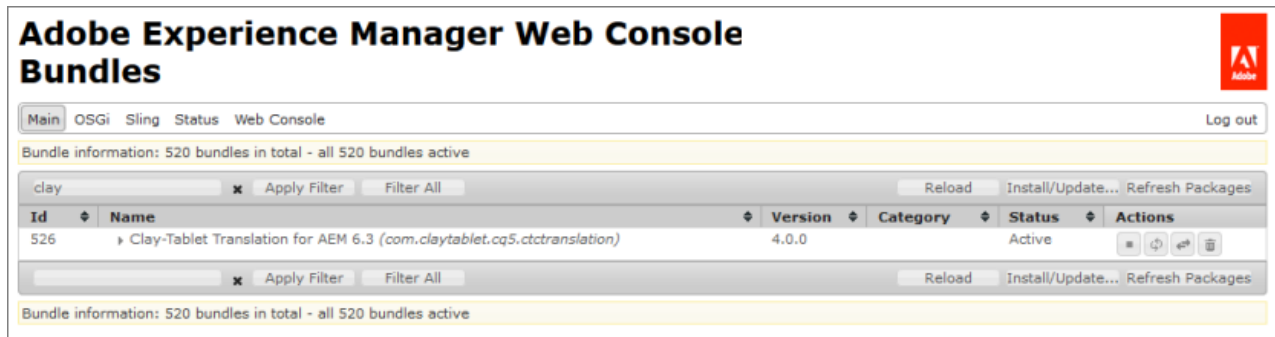 Adobe Experience Manager Web Console
Bundles
Adobe
Main OSGi Sling Status Web Console Log out
Bundle information: 520 bundles in total - all 520 bundles active
clay Apply Filter Filter All Reload Install/Update... Refresh Packages
Id Name Version Category Status Actions
526 Clay-Tablet Translation for AEM 6.3 (com.claytablet.cq5.ctctranslation) 4.0.0 Active
Apply Filter Filter All Reload Install/Update... Refresh Packages
Bundle information: 520 bundles in total - all 520 bundles active